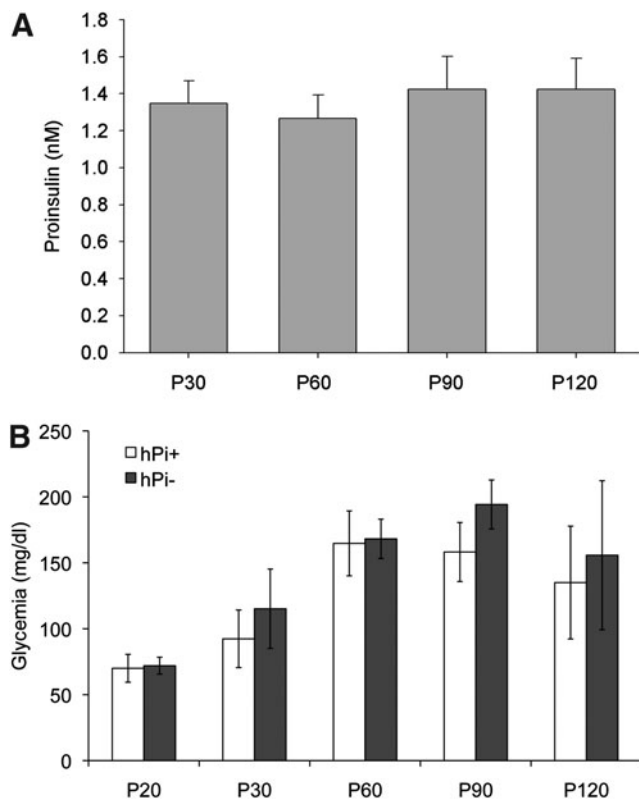 A
Proinsulin (nM)
1.8
1.6
1.4
1.2
1.0
0.8
0.6
0.4
0.2
0.0
P30 P60 P90 P120
B
Glycemia (mg/dl)
250
200
150
100
50
0
hPi+
hPi-
P20 P30 P60 P90 P120